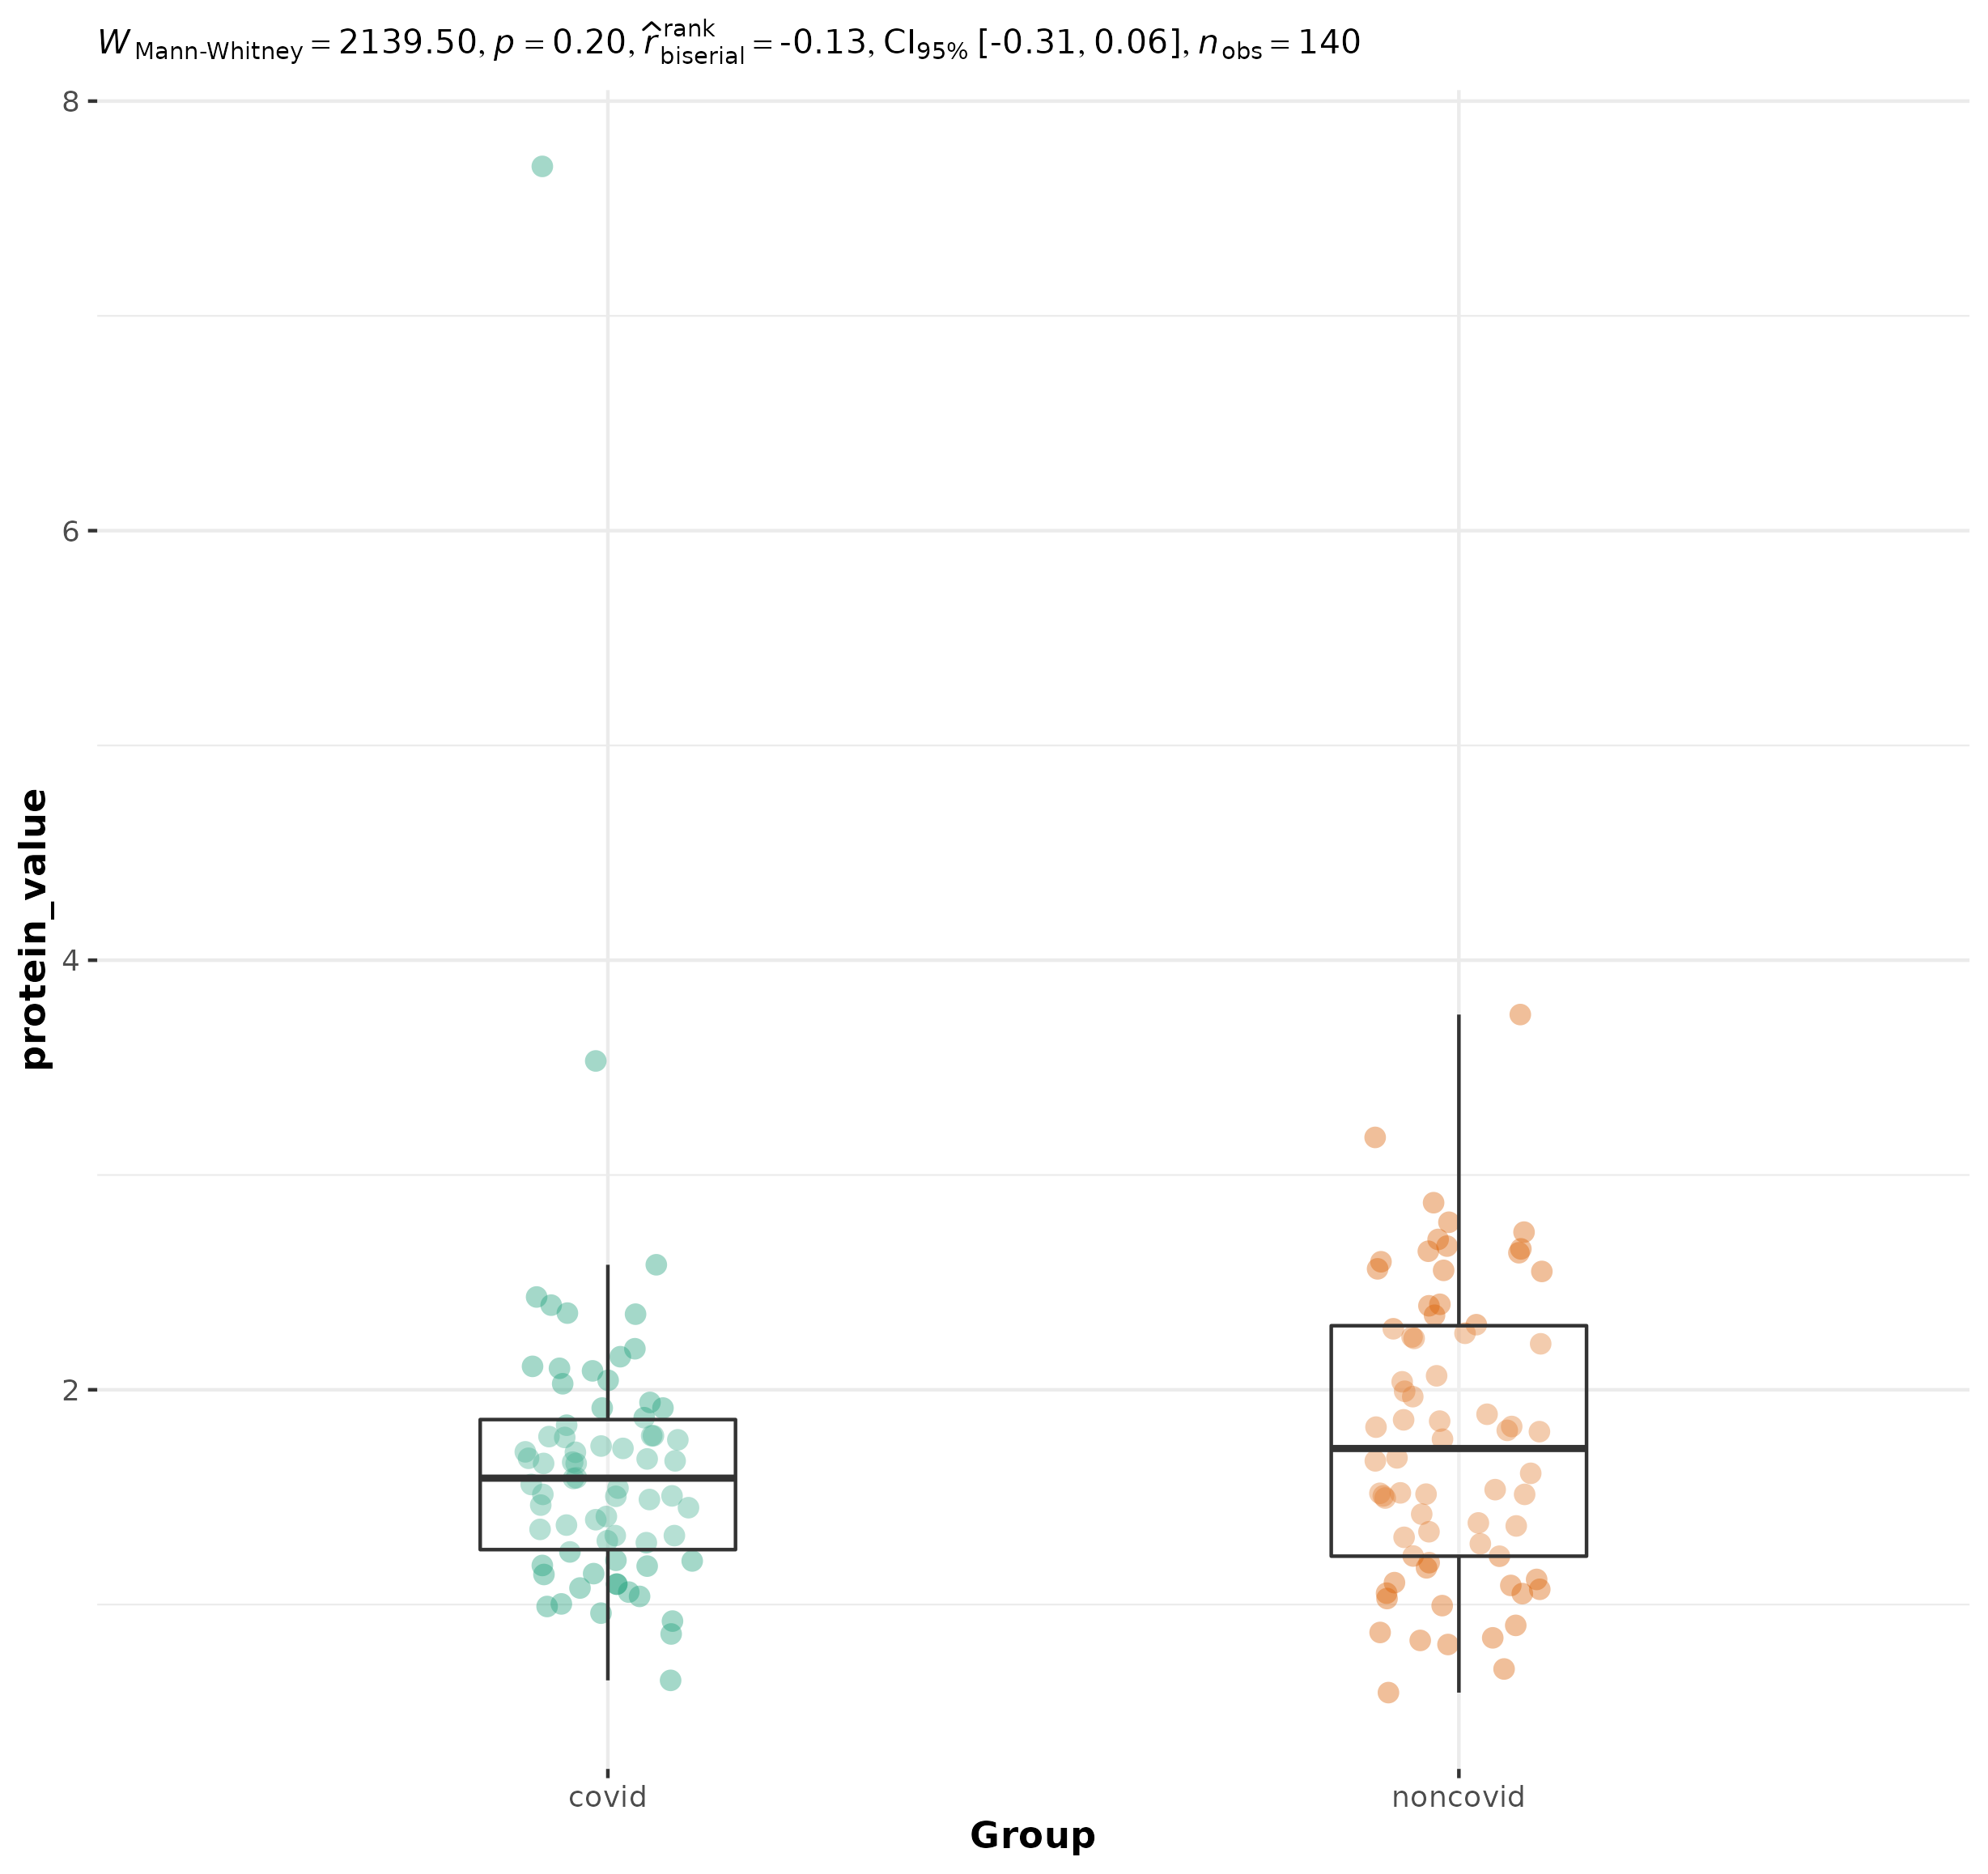 W Mann-Whitney = 2139.50, p = 0.20, r̂ rank biserial = -0.13, CI95% [-0.31, 0.06], nobs = 140
8
6
4
2
protein_value
covid noncovid
Group